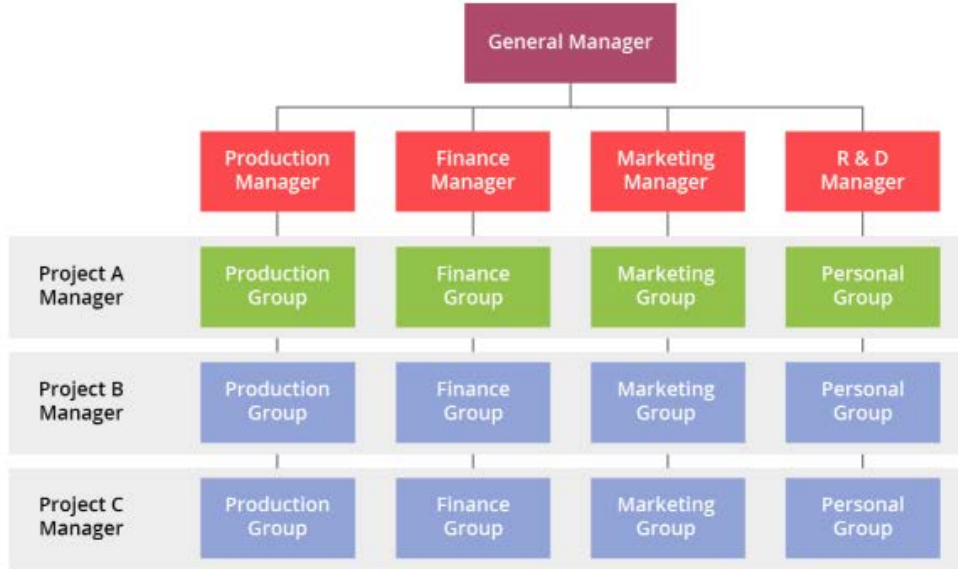 General Manager
Production
Manager
Finance
Manager
Marketing
Manager
R & D
Manager
Project A
Manager
Production
Group
Finance
Group
Marketing
Group
Personal
Group
Project B
Manager
Production
Group
Finance
Group
Marketing
Group
Personal
Group
Project C
Manager
Production
Group
Finance
Group
Marketing
Group
Personal
Group